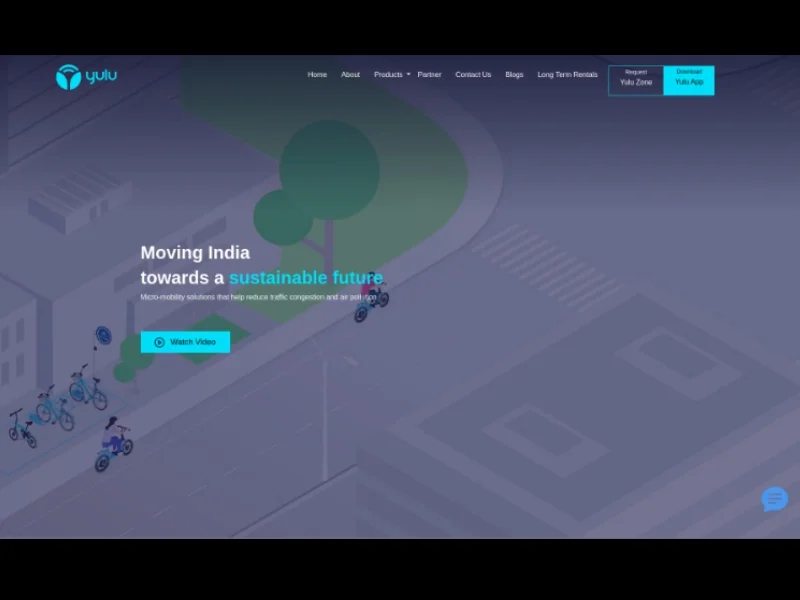 yulu
Home About Products Partner Contact Us Blogs Long Term Rentals
Request
Yulu Zone
Download
Yulu App
Moving India
towards a sustainable future
Micro-mobility solutions that help reduce traffic congestion and air pollution
Watch Video